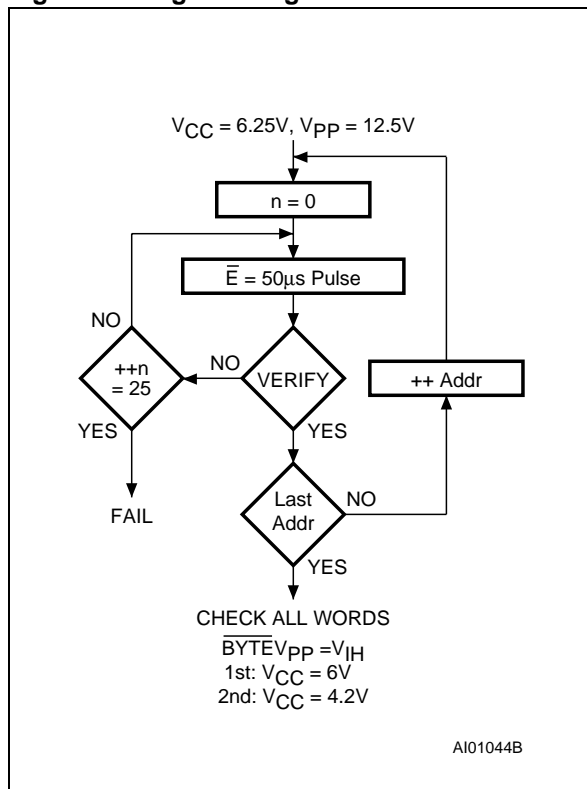 VCC = 6.25V, VPP = 12.5V
n = 0
E̅ = 50μs Pulse
NO
++n
= 25
NO
VERIFY
++ Addr
YES
YES
FAIL
Last
Addr
NO
YES
CHECK ALL WORDS
B̅Y̅T̅E̅VPP =VIH
1st: VCC = 6V
2nd: VCC = 4.2V
AI01044B